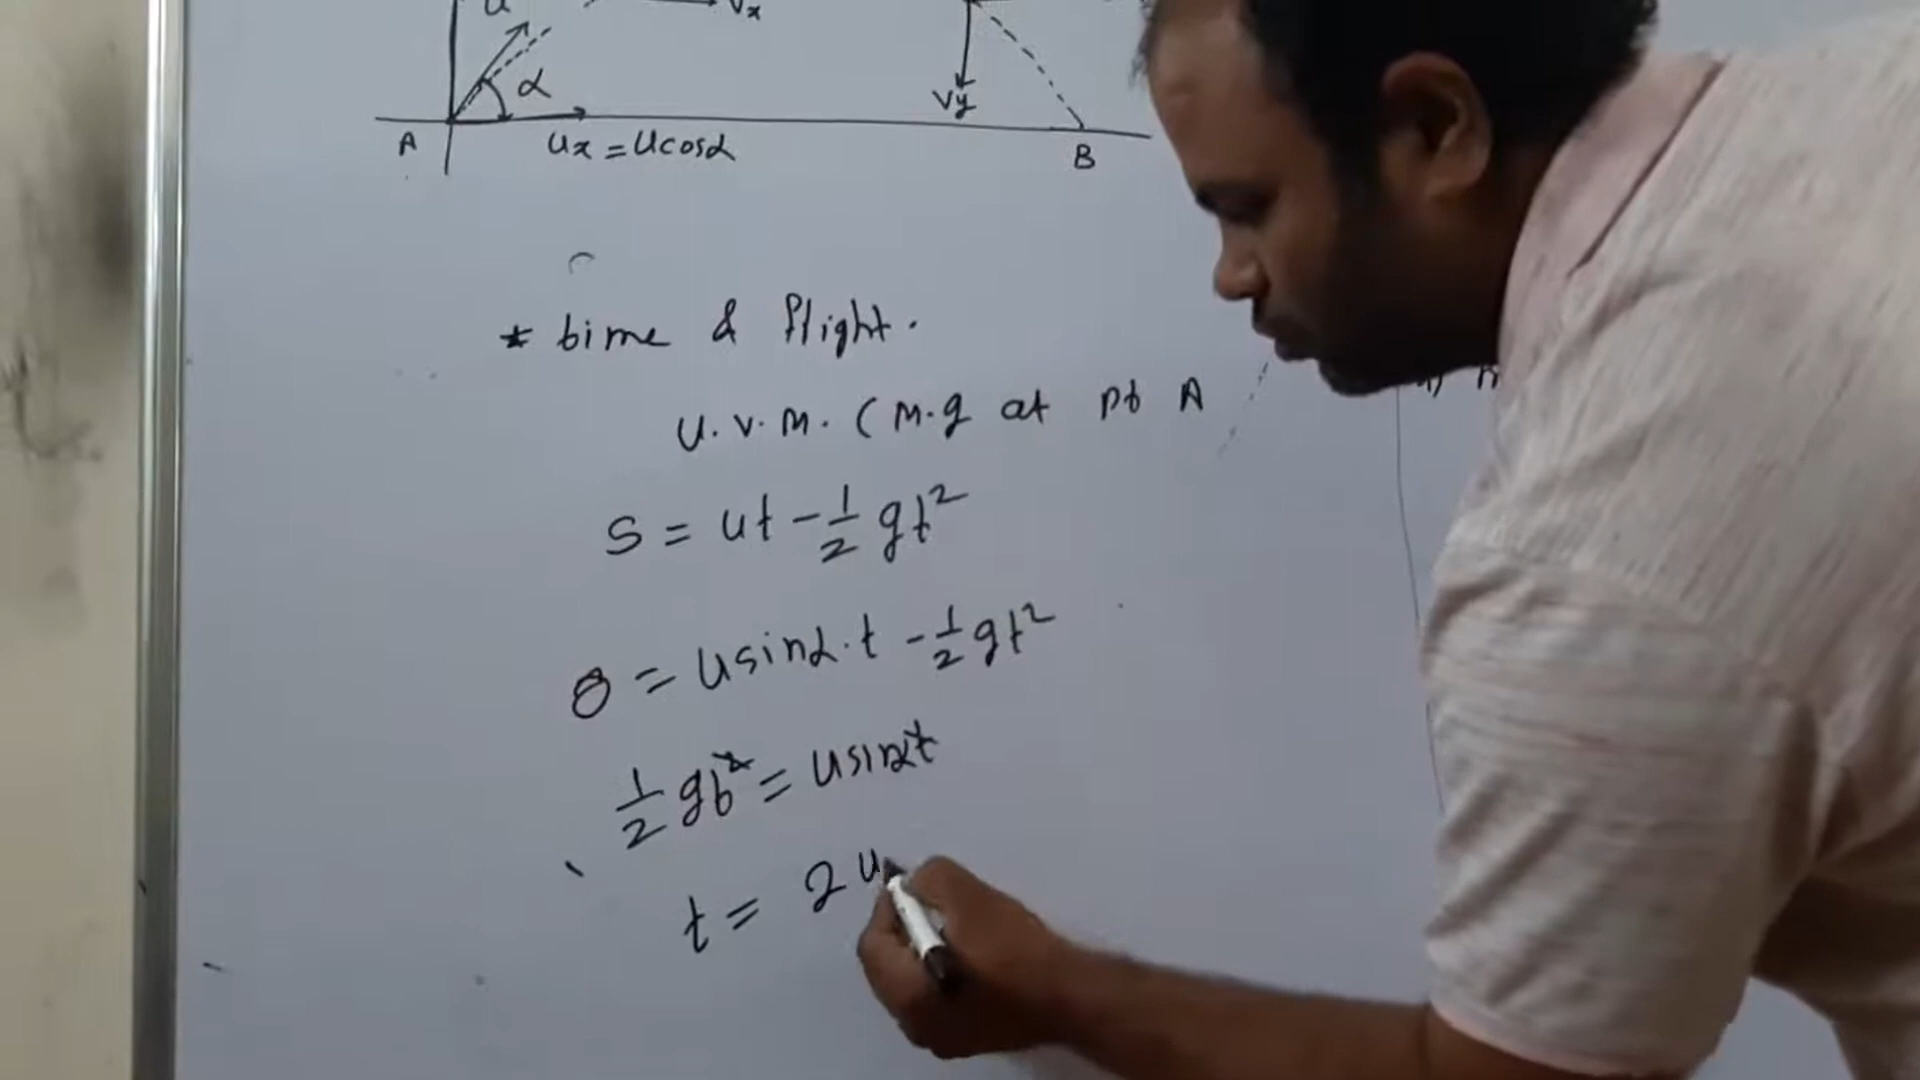 u
Vx
α
Vy
A
ux = ucosα
B
* time & flight.
U.V.M. (M.g at pt A
S = ut - 1/2 gt²
0 = usinα.t - 1/2 gt²
1/2 gt² = usinαt
t = 2u